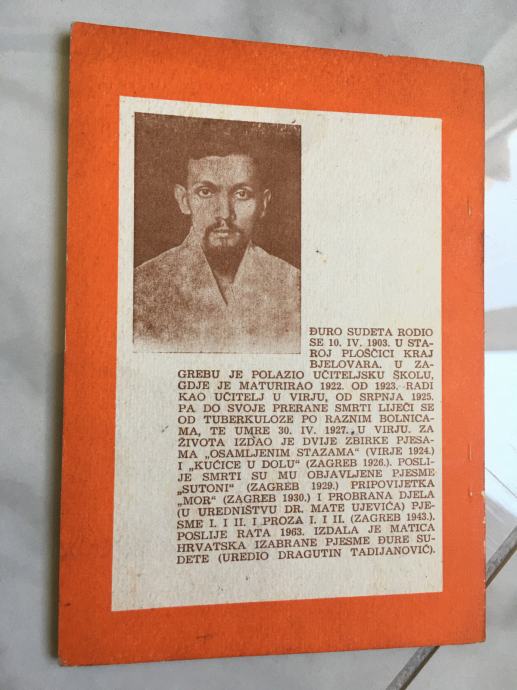 ĐURO SUDETA RODIO
SE 10. IV. 1903. U STA-
ROJ PLOŠČICI KRAJ
BJELOVARA. U ZA-
GREBU JE POLAZIO UČITELJSKU ŠKOLU,
GDJE JE MATURIRAO 1922. OD 1923. RADI
KAO UČITELJ U VIRJU, OD SRPNJA 1925.
PA DO SVOJE PRERANE SMRTI LIJEČI SE
OD TUBERKULOZE PO RAZNIM BOLNICA-
MA, TE UMRE 30. IV. 1927. U VIRJU. ZA
ŽIVOTA IZDAO JE DVIJE ZBIRKE PJESA-
MA „OSAMLJENIM STAZAMA“ (VIRJE 1924.)
I „KUĆICE U DOLU“ (ZAGREB 1926.). POSLI-
JE SMRTI SU MU OBJAVLJENE PJESME
„SUTONI“ (ZAGREB 1929.) PRIPOVIJETKA
„MOR“ (ZAGREB 1930.) I PROBRANA DJELA
(U UREDNIŠTVU DR. MATE UJEVIĆA) PJE-
SME I. I II. I PROZA I. I II. (ZAGREB 1943.).
POSLIJE RATA 1963. IZDALA JE MATICA
HRVATSKA IZABRANE PJESME ĐURE SU-
DETE (UREDIO DRAGUTIN TADIJANOVIĆ).